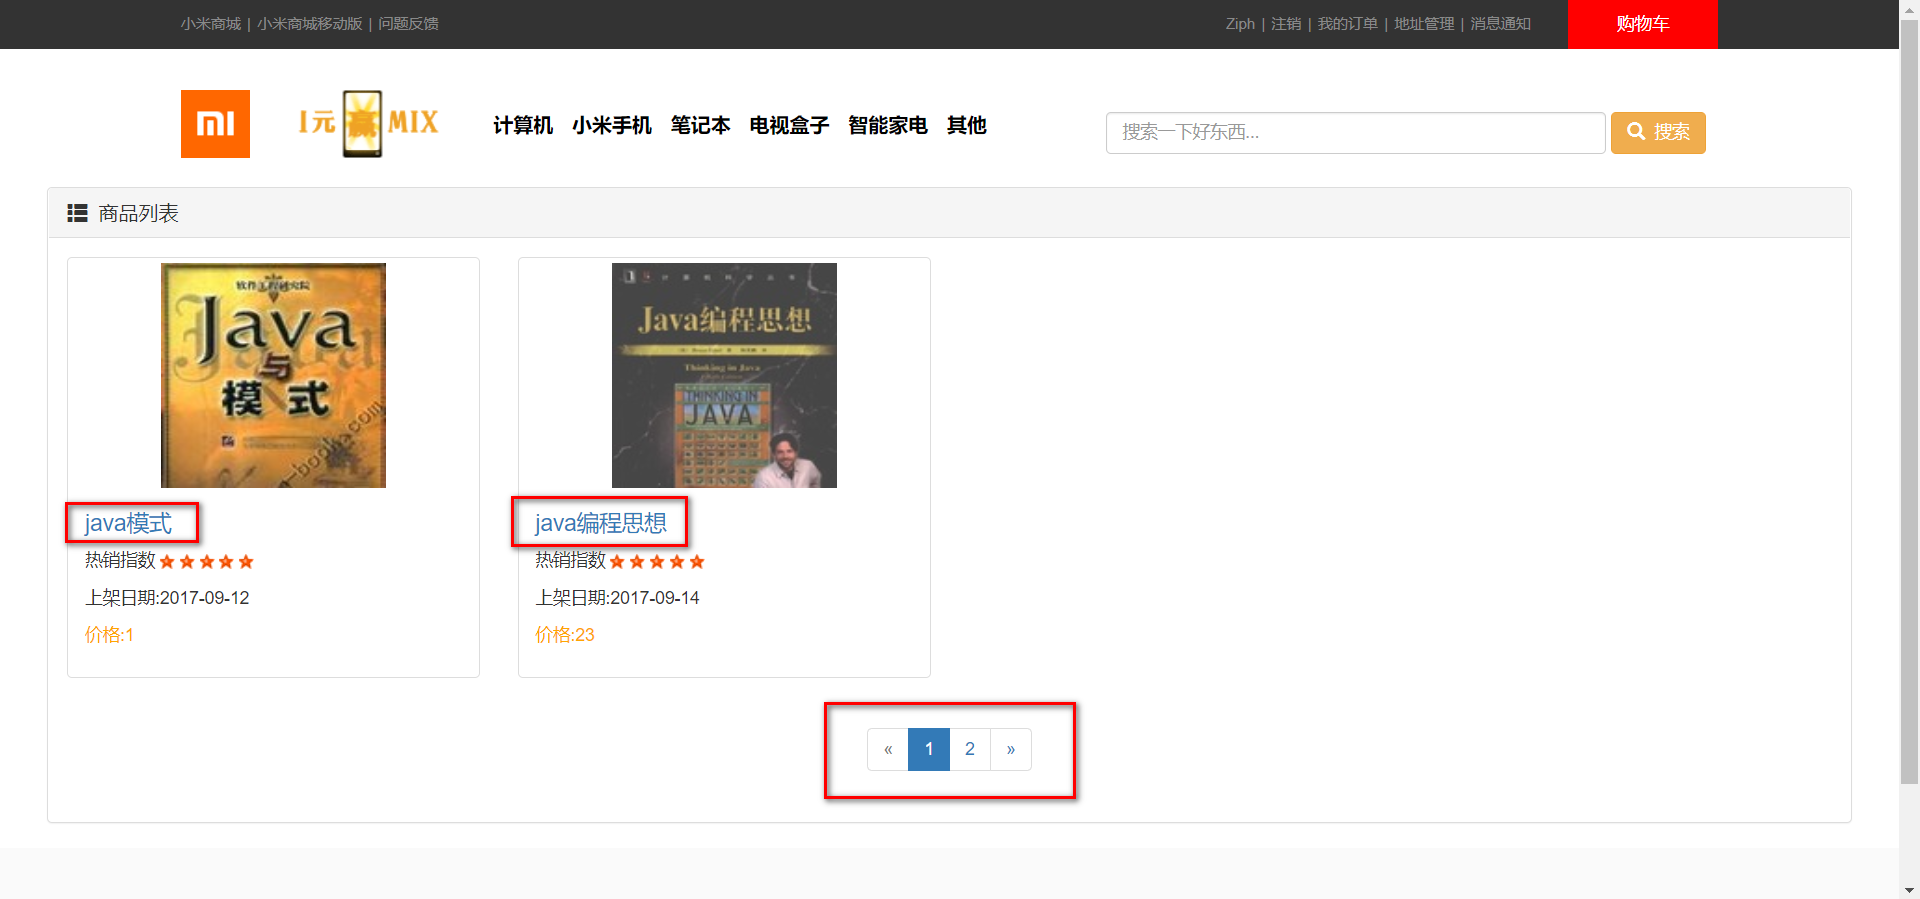 小米商城 | 小米商城移动版 | 问题反馈
Ziph | 注销 | 我的订单 | 地址管理 | 消息通知
购物车
1元 赢 MIX
计算机 小米手机 笔记本 电视盒子 智能家电 其他
搜索一下好东西...
搜索
商品列表
软件工程研究院
Java
与
模式
Java编程思想
Thinking in Java
THINKING IN
JAVA
java模式
热销指数
上架日期:2017-09-12
价格:1
java编程思想
热销指数
上架日期:2017-09-14
价格:23
« 1 2 »